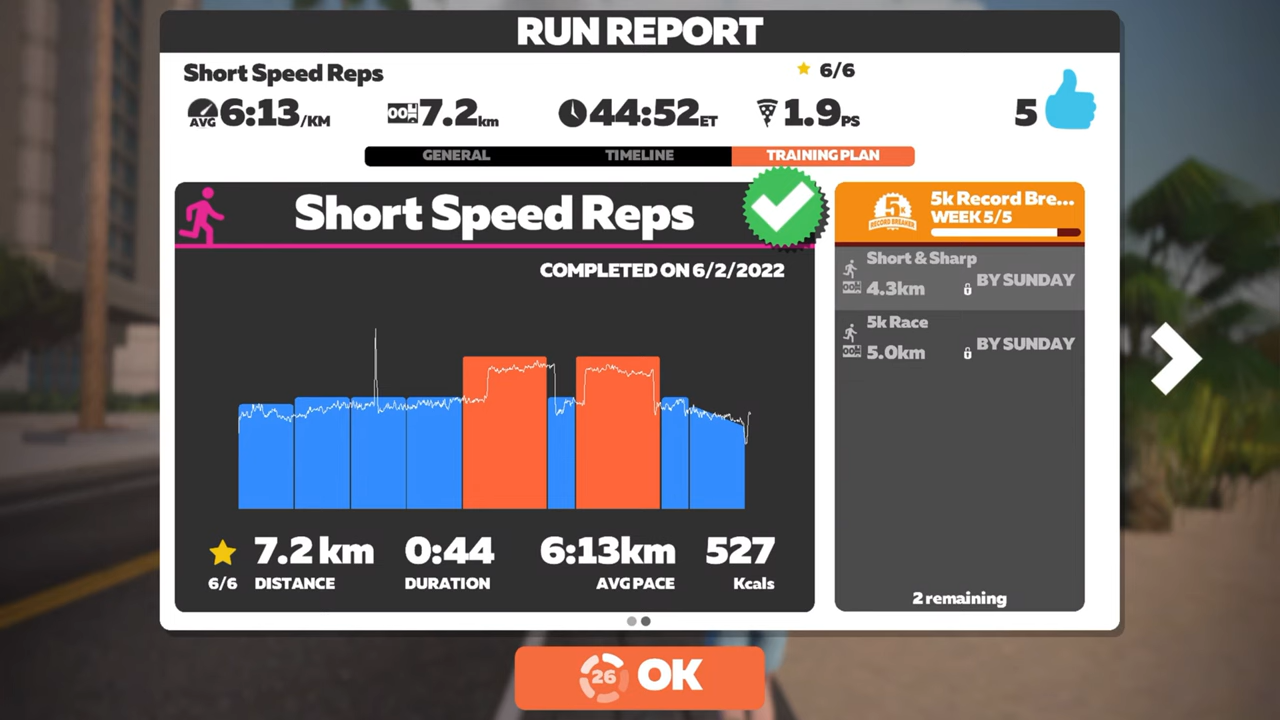 RUN REPORT
Short Speed Reps
6/6
AVG 6:13/KM
7.2km
44:52ET
1.9PS
5
GENERAL
TIMELINE
TRAINING PLAN
Short Speed Reps
COMPLETED ON 6/2/2022
6/6
7.2 km
DISTANCE
0:44
DURATION
6:13km
AVG PACE
527
Kcals
5K
RECORD BREAKER
5k Record Bre...
WEEK 5/5
Short & Sharp
4.3km
BY SUNDAY
5k Race
5.0km
BY SUNDAY
2 remaining
26 OK